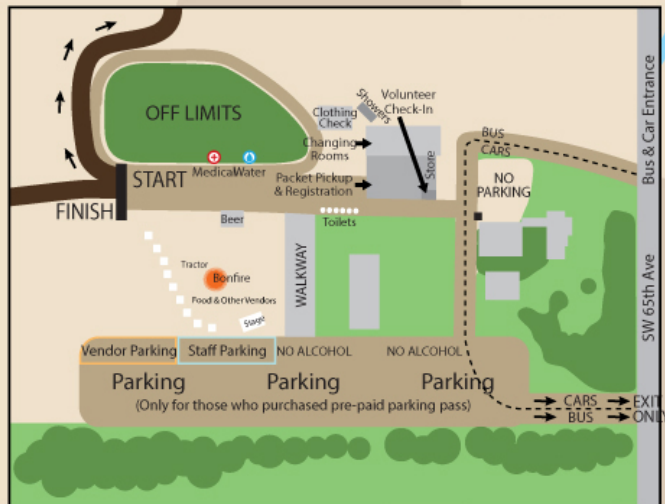 OFF LIMITS
Clothing
Check
Showers
Volunteer
Check-In
Changing
Rooms
Store
BUS
CARS
Bus & Car Entrance
Medical
Water
START
Packet Pickup
& Registration
NO
PARKING
FINISH
Beer
Toilets
Tractor
Bonfire
Food & Other Vendors
Stage
WALKWAY
SW 65th Ave
Vendor Parking
Staff Parking
NO ALCOHOL
NO ALCOHOL
Parking
Parking
Parking
(Only for those who purchased pre-paid parking pass)
CARS
EXIT
BUS
ONLY